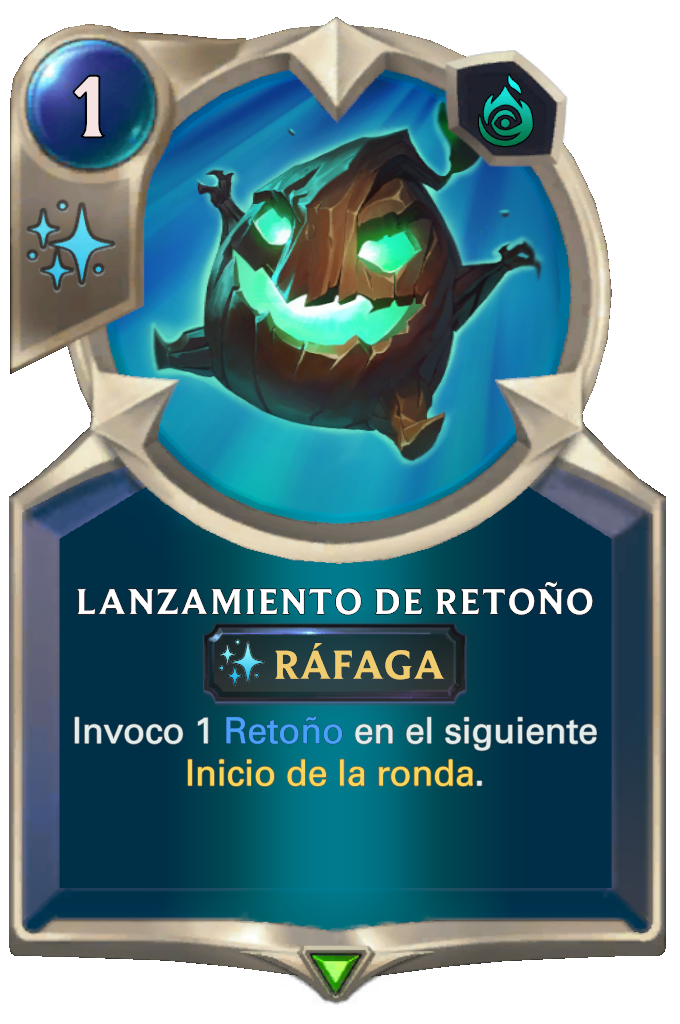 1
LANZAMIENTO DE RETOÑO
RÁFAGA
Invoco 1 Retoño en el siguiente
Inicio de la ronda.